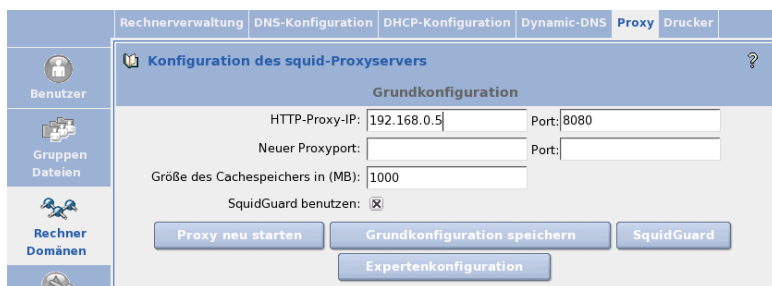 Rechnerverwaltung DNS-Konfiguration DHCP-Konfiguration Dynamic-DNS Proxy Drucker
Benutzer
Gruppen
Dateien
Rechner
Domänen
Konfiguration des squid-Proxyservers ?
Grundkonfiguration
HTTP-Proxy-IP: 192.168.0.5 Port: 8080
Neuer Proxyport: Port:
Größe des Cachespeichers in (MB): 1000
SquidGuard benutzen:
Proxy neu starten Grundkonfiguration speichern SquidGuard
Expertenkonfiguration